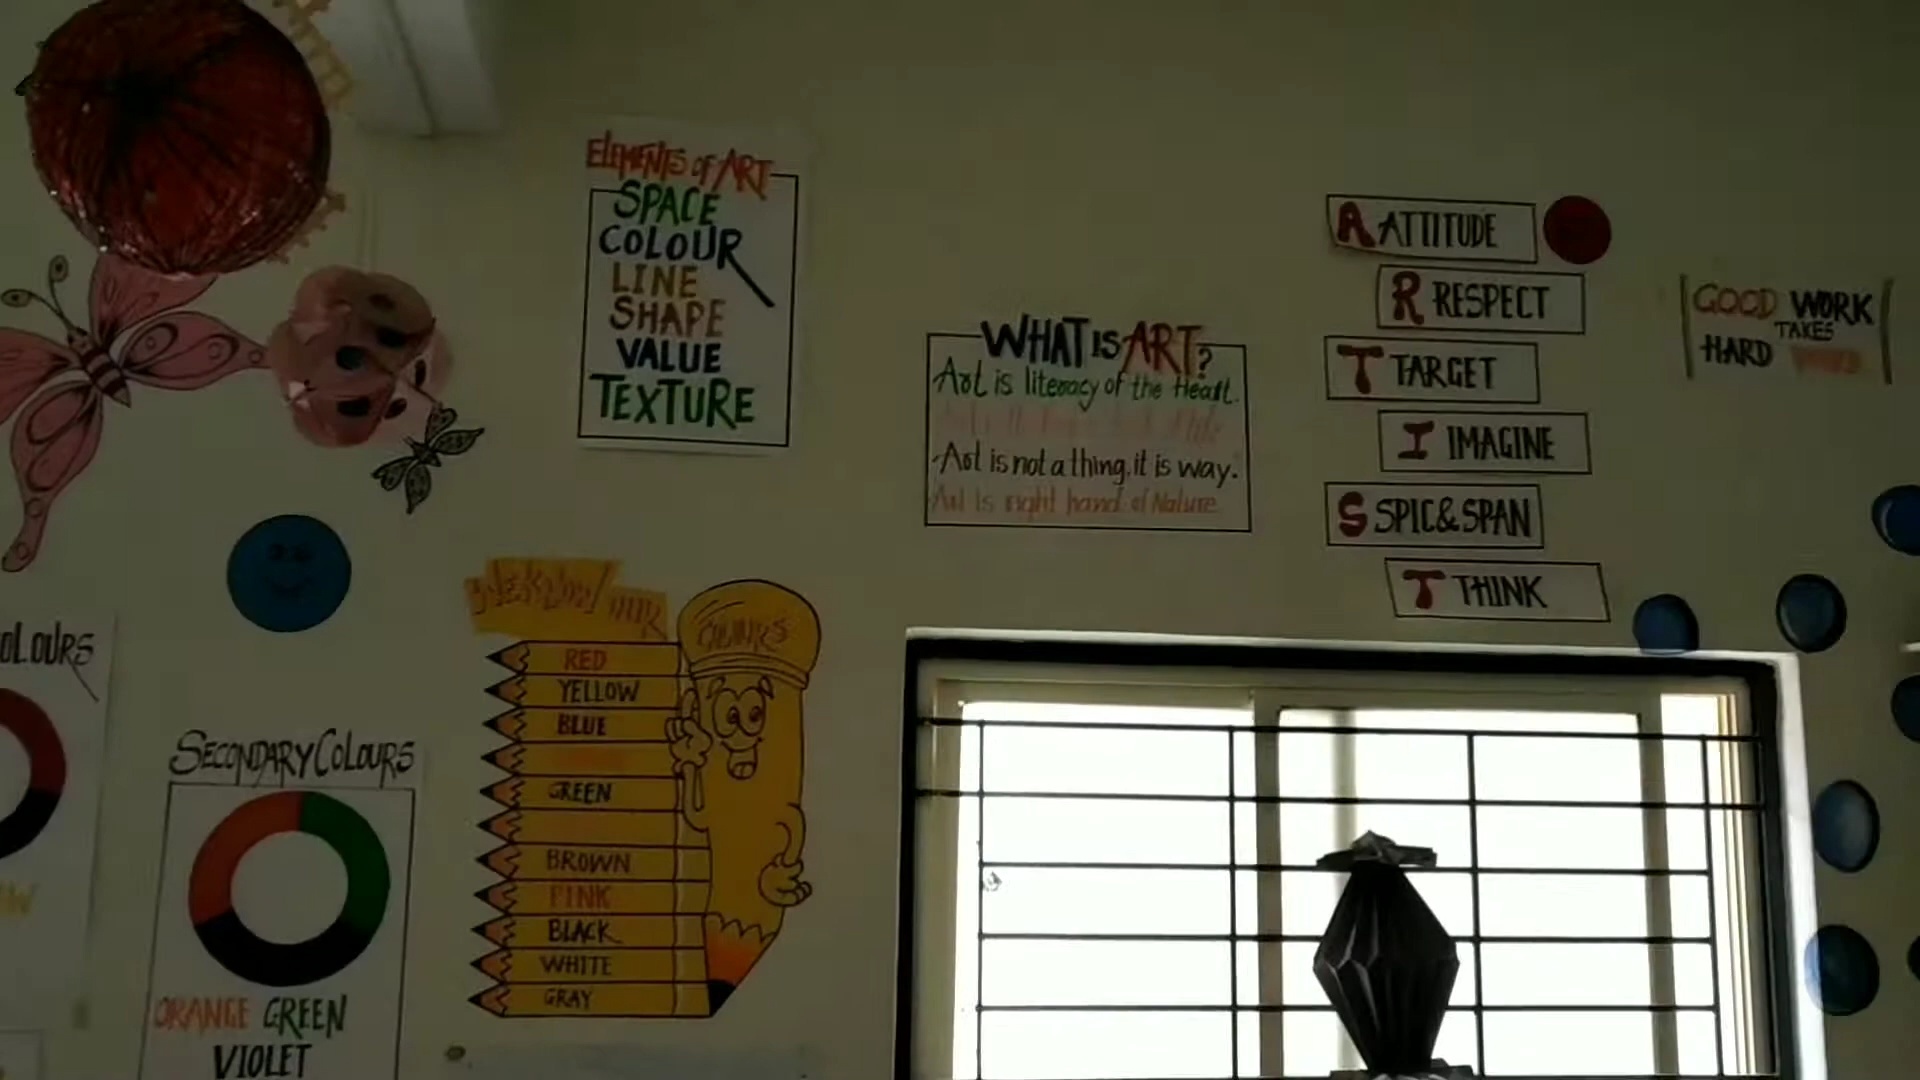 ELEMENTS OF ART
SPACE
COLOUR
LINE
SHAPE
VALUE
TEXTURE
WHAT IS ART?
Art is literacy of the Heart.
Art is not a thing, it is way.
Art is right hand of Nature
A ATTITUDE
R RESPECT
T TARGET
I IMAGINE
S SPIC&SPAN
T THINK
GOOD WORK
TAKES
HARD
COLOURS
RED
YELLOW
BLUE
GREEN
BROWN
PINK
BLACK
WHITE
GRAY
SECONDARY COLOURS
ORANGE GREEN
VIOLET